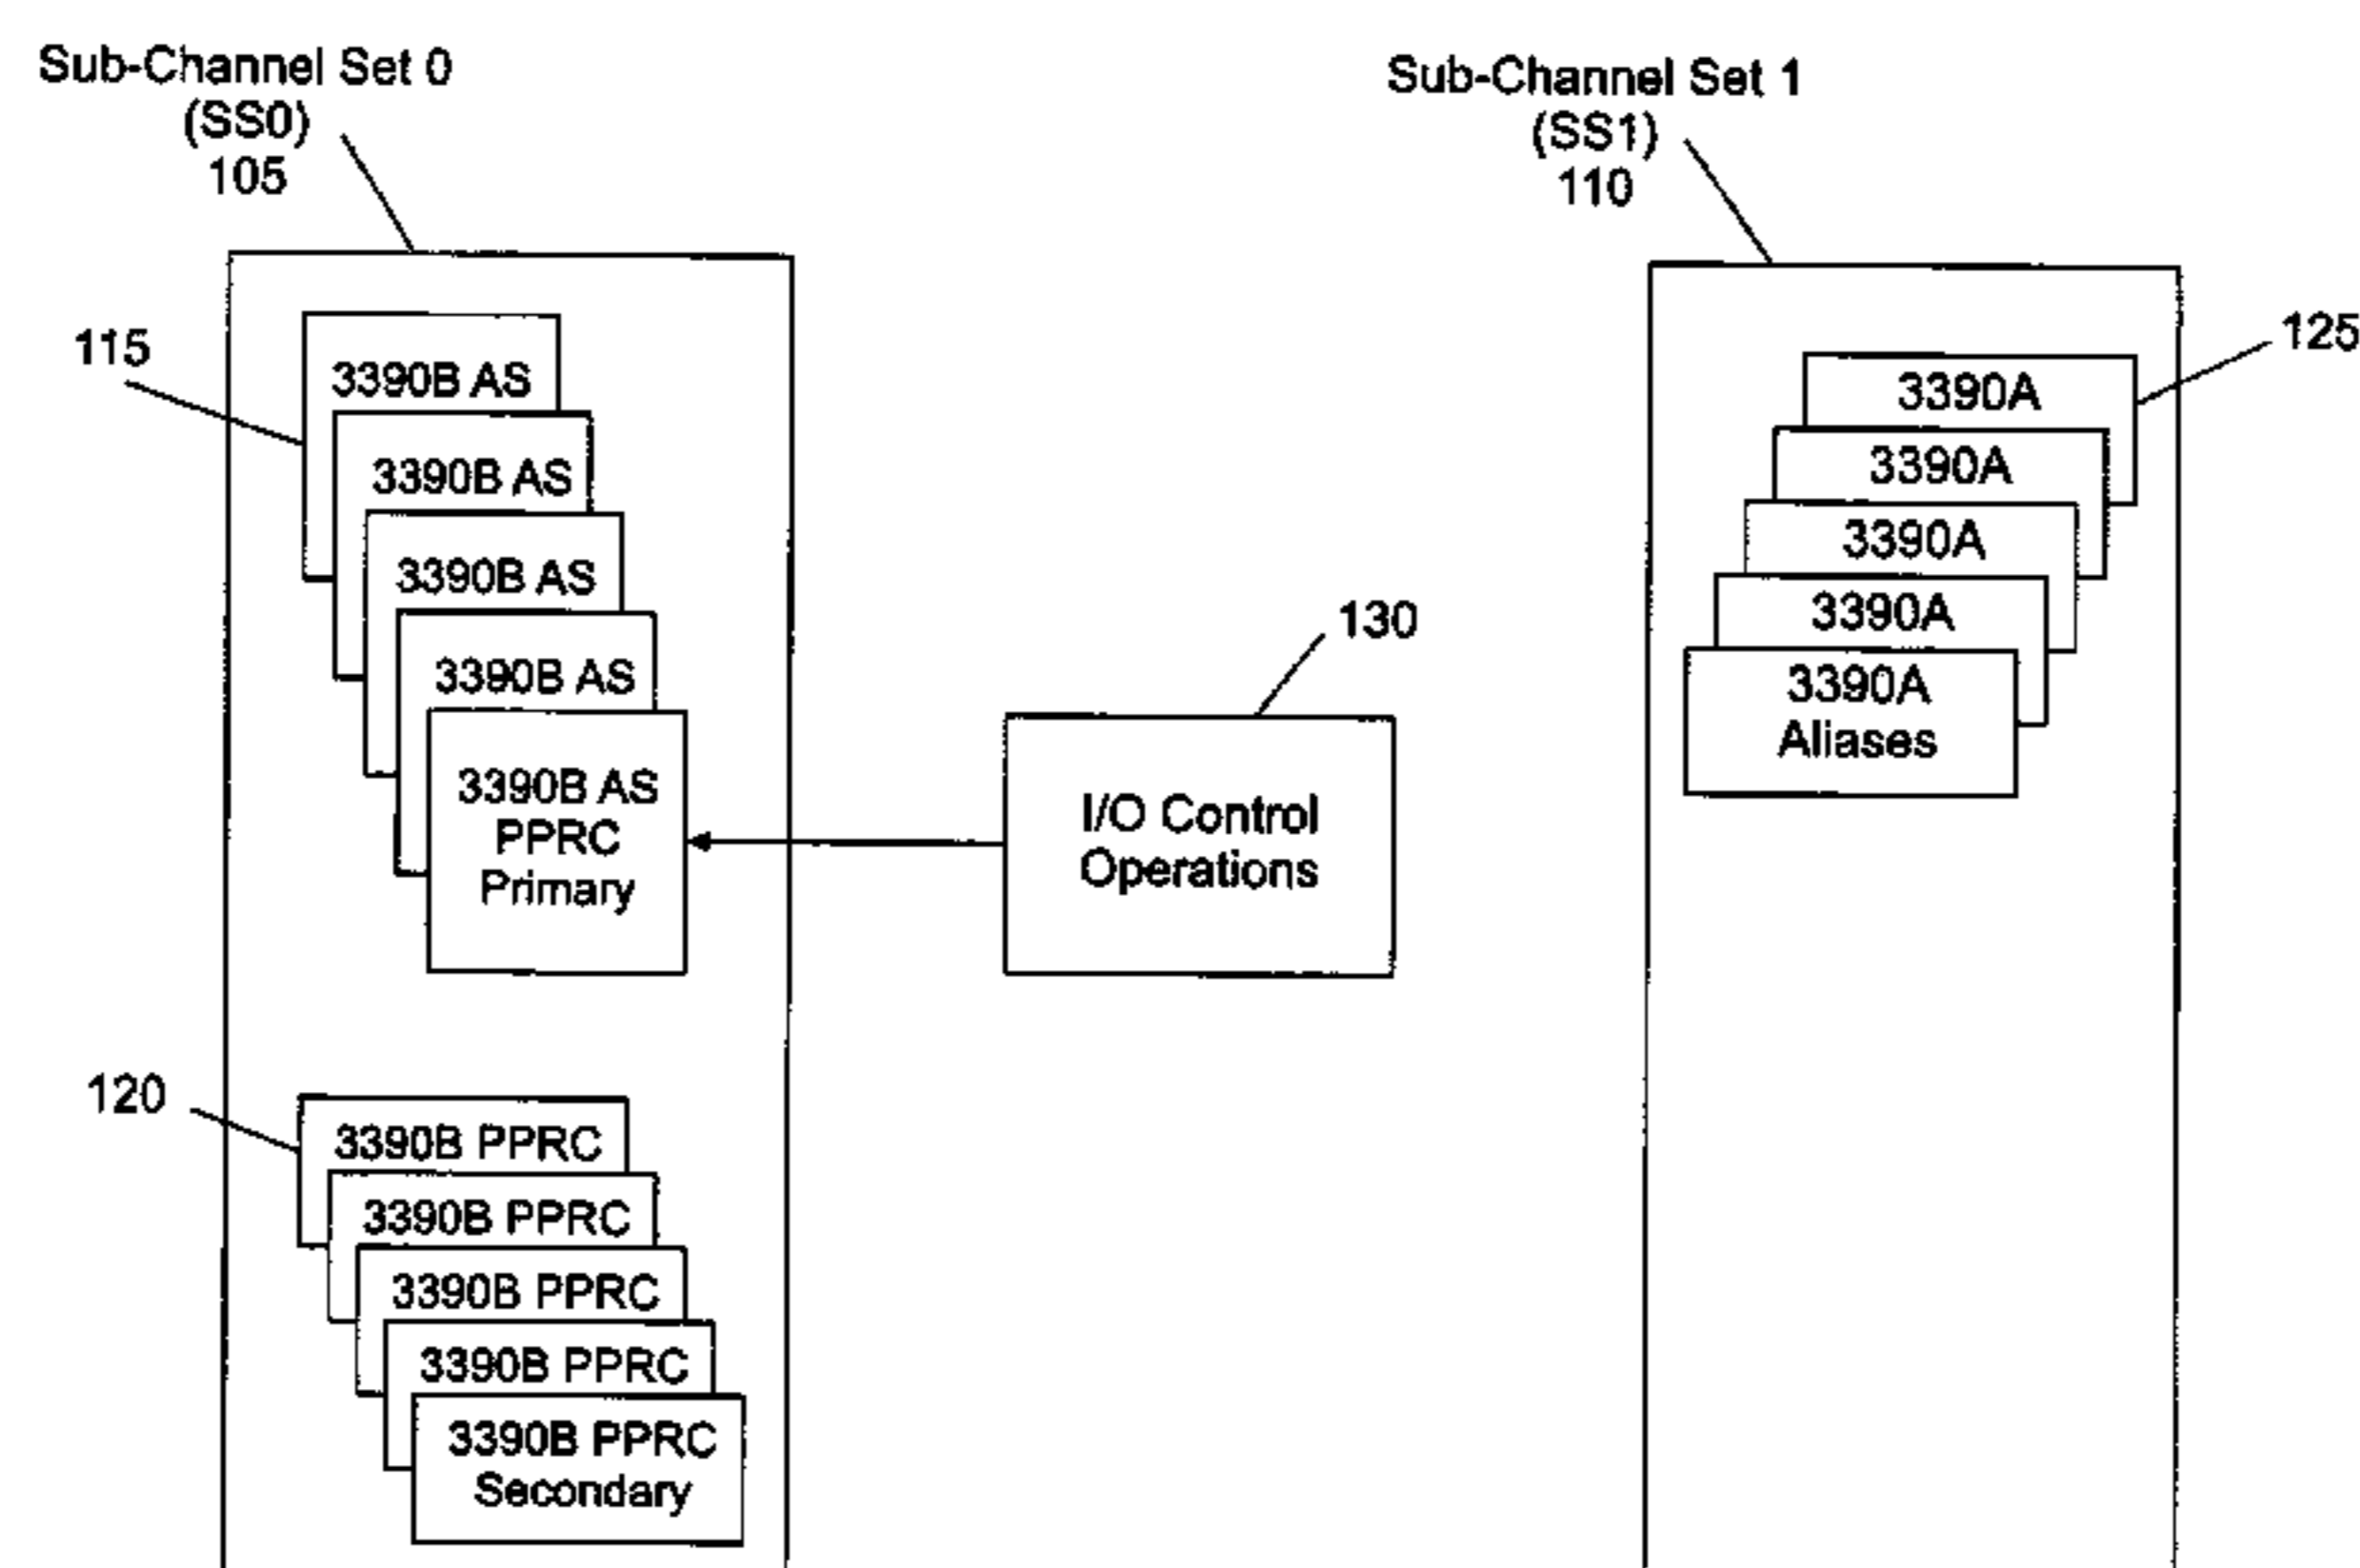 Sub-Channel Set 0
(SS0)
105
Sub-Channel Set 1
(SS1)
110
115
3390B AS
3390B AS
3390B AS
3390B AS
3390B AS
PPRC
Primary
130
I/O Control
Operations
125
3390A
3390A
3390A
3390A
3390A
Aliases
120
3390B PPRC
3390B PPRC
3390B PPRC
3390B PPRC
3390B PPRC
Secondary